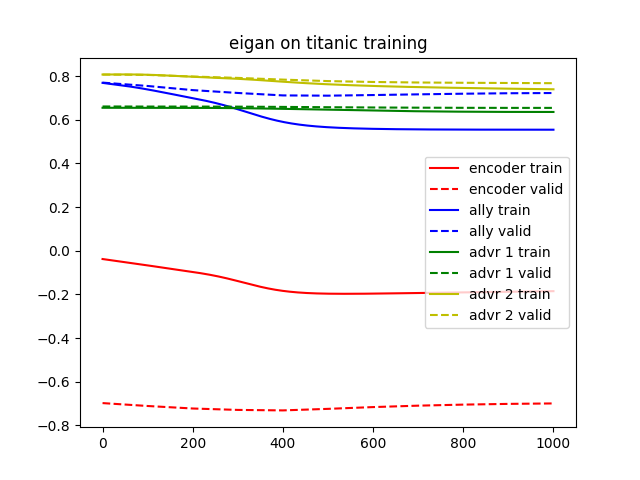 eigan on titanic training
0.8
0.6
0.4
0.2
0.0
−0.2
−0.4
−0.6
−0.8
encoder train
encoder valid
ally train
ally valid
advr 1 train
advr 1 valid
advr 2 train
advr 2 valid
0 200 400 600 800 1000